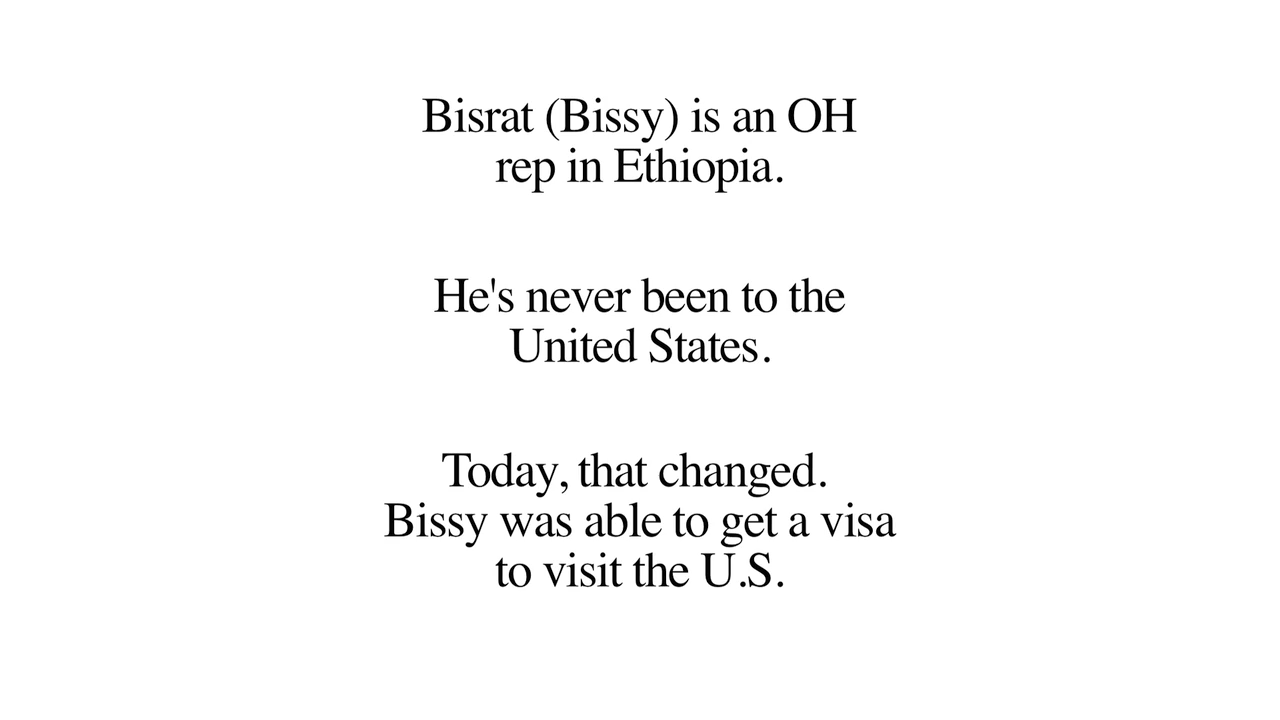 Bisrat (Bissy) is an OH
rep in Ethiopia.
He's never been to the
United States.
Today, that changed.
Bissy was able to get a visa
to visit the U.S.